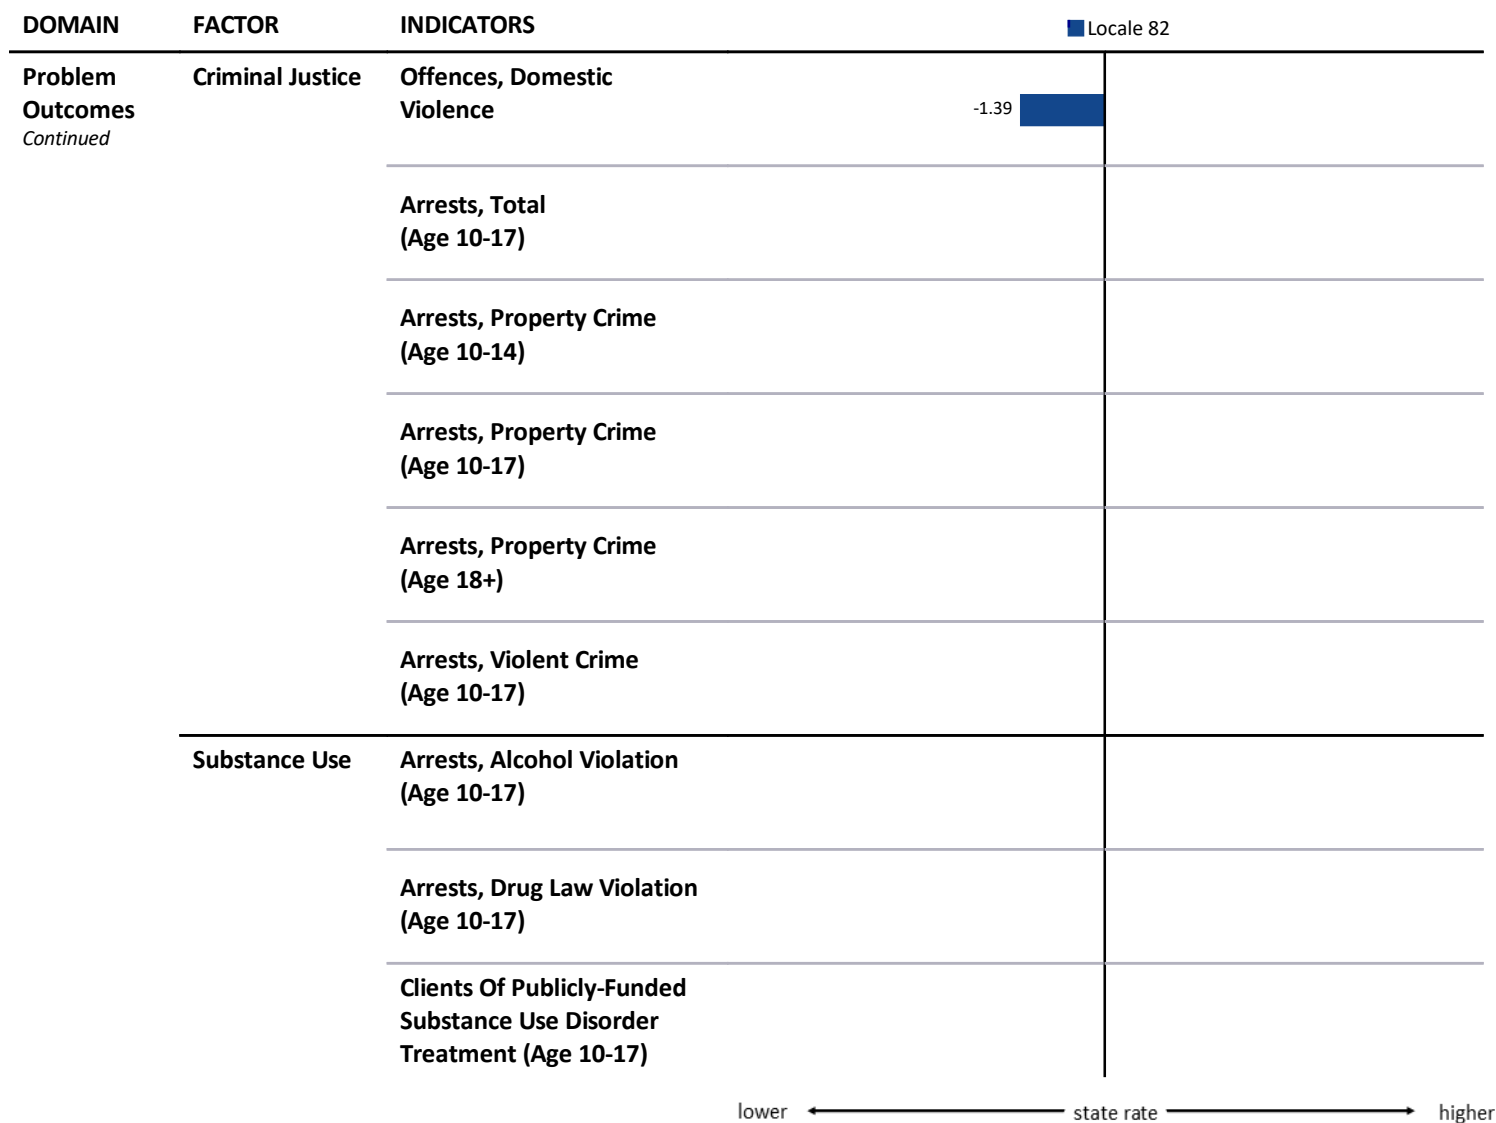 DOMAIN FACTOR INDICATORS Locale 82
Problem Criminal Justice Offences, Domestic
Outcomes Violence
Continued
-1.39
Arrests, Total
(Age 10-17)
Arrests, Property Crime
(Age 10-14)
Arrests, Property Crime
(Age 10-17)
Arrests, Property Crime
(Age 18+)
Arrests, Violent Crime
(Age 10-17)
Substance Use Arrests, Alcohol Violation
(Age 10-17)
Arrests, Drug Law Violation
(Age 10-17)
Clients Of Publicly-Funded
Substance Use Disorder
Treatment (Age 10-17)
lower state rate higher